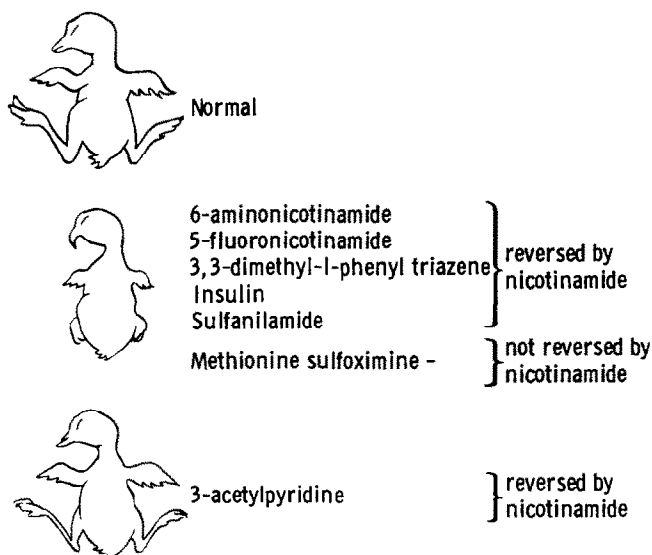 Normal
6-aminonicotinamide
5-fluoronicotinamide
3,3-dimethyl-l-phenyl triazene
Insulin
Sulfanilamide
reversed by
nicotinamide
Methionine sulfoximine -
not reversed by
nicotinamide
3-acetylpyridine
reversed by
nicotinamide